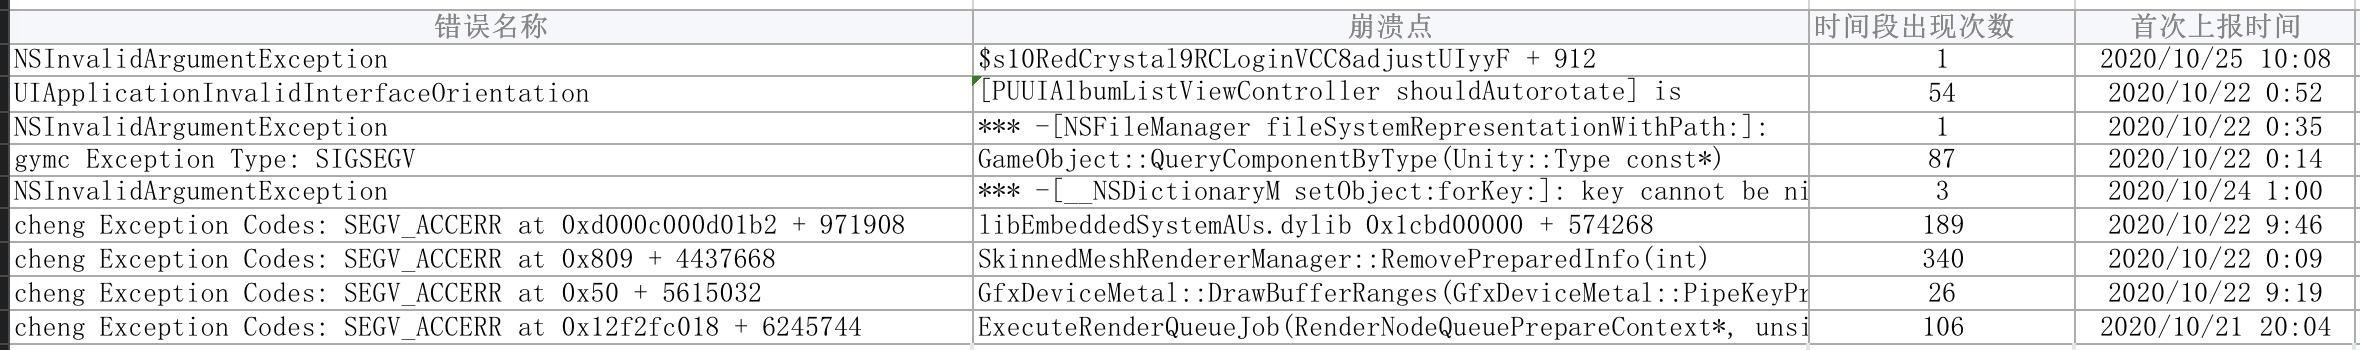 错误名称 崩溃点 时间段出现次数 首次上报时间
NSInvalidArgumentException $s10RedCrystal9RCLoginVCC8adjustUIyyF + 912 1 2020/10/25 10:08
UIApplicationInvalidInterfaceOrientation [PUUIAlbumListViewController shouldAutorotate] is 54 2020/10/22 0:52
NSInvalidArgumentException *** -[NSFileManager fileSystemRepresentationWithPath:]: 1 2020/10/22 0:35
gymc Exception Type: SIGSEGV GameObject::QueryComponentByType(Unity::Type const*) 87 2020/10/22 0:14
NSInvalidArgumentException *** -[__NSDictionaryM setObject:forKey:]: key cannot be ni 3 2020/10/24 1:00
cheng Exception Codes: SEGV_ACCERR at 0xd000c000d01b2 + 971908 libEmbeddedSystemAUs.dylib 0x1cbd00000 + 574268 189 2020/10/22 9:46
cheng Exception Codes: SEGV_ACCERR at 0x809 + 4437668 SkinnedMeshRendererManager::RemovePreparedInfo(int) 340 2020/10/22 0:09
cheng Exception Codes: SEGV_ACCERR at 0x50 + 5615032 GfxDeviceMetal::DrawBufferRanges(GfxDeviceMetal::PipeKeyPr 26 2020/10/22 9:19
cheng Exception Codes: SEGV_ACCERR at 0x12f2fc018 + 6245744 ExecuteRenderQueueJob(RenderNodeQueuePrepareContext*, unsi 106 2020/10/21 20:04